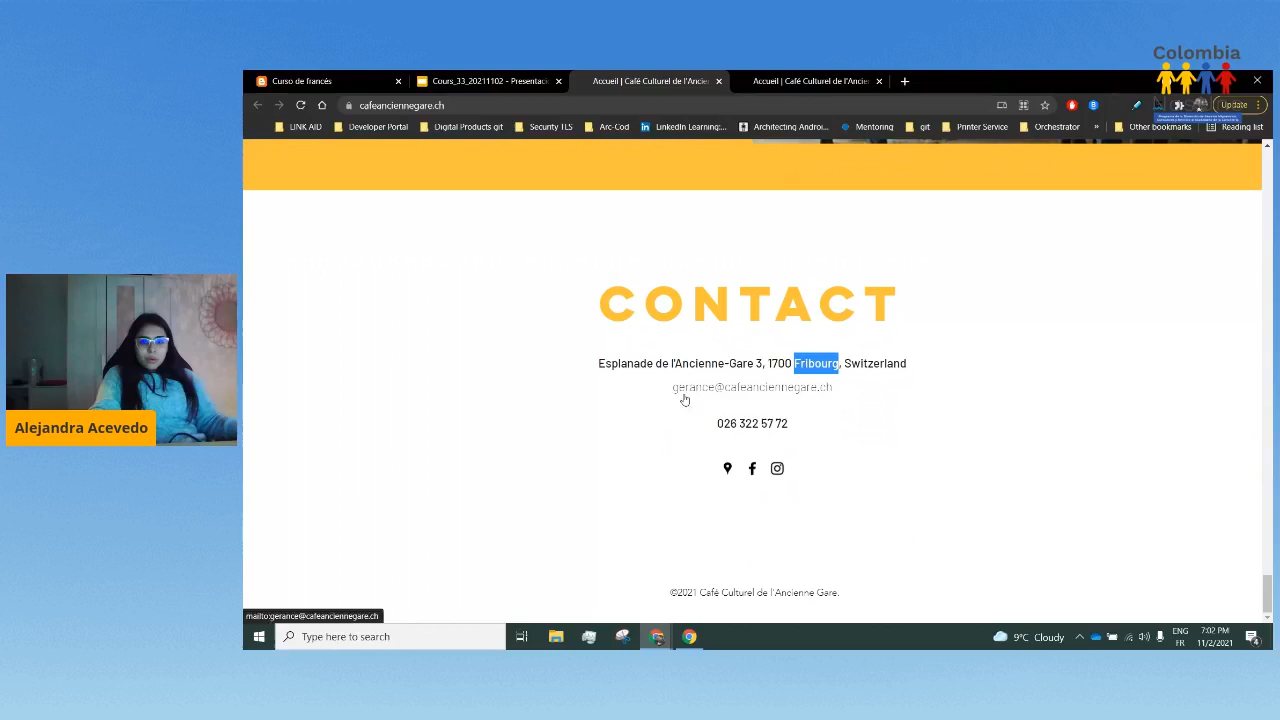 Colombia
Curso de francés
Cours_33_20211102 - Presentac
Accueil | Café Culturel de l'Ancie
Accueil | Café Culturel de l'Ancie
cafeanciennegare.ch
Update
LINK AID
Developer Portal
Digital Products git
Security TLS
Arc-Cod
LinkedIn Learning:...
Architecting Androi...
Mentoring
git
Printer Service
Orchestrator
»
Other bookmarks
Reading list
CONTACT
Esplanade de l'Ancienne-Gare 3, 1700 Fribourg, Switzerland
gerance@cafeanciennegare.ch
026 322 57 72
Alejandra Acevedo
©2021 Café Culturel de l'Ancienne Gare.
mailto:gerance@cafeanciennegare.ch
Type here to search
9°C Cloudy
ENG
FR
7:02 PM
11/2/2021
4